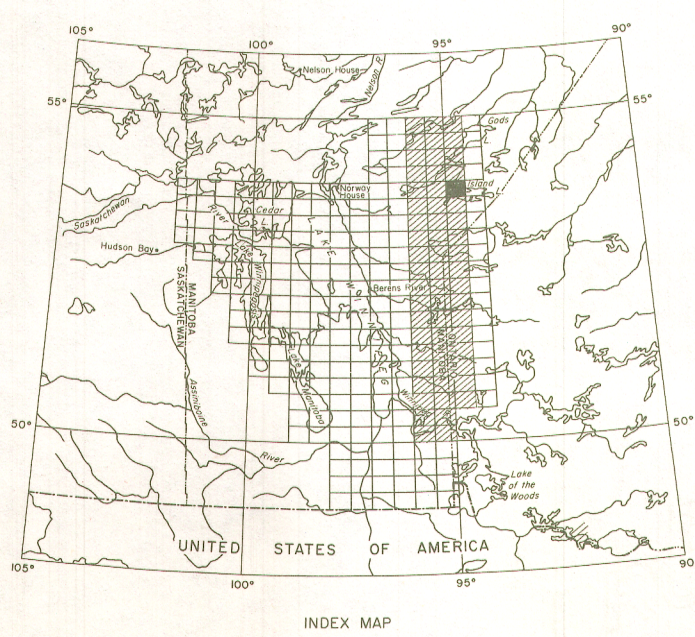 105°
100°
95°
90°
Nelson House
Nelson R
55°
55°
Gods
L.
Island
Norway
House
Saskatchewan
River
Cedar
L.
LAKE
WINNIPEG
Hudson Bay
Lake
Winnipegosis
Berens River
MANITOBA
SASKATCHEWAN
ONTARIO
MANITOBA
Lake
Manitoba
Assiniboine
River
50°
50°
Lake
of the
Woods
UNITED STATES OF AMERICA
105°
100°
95°
90
INDEX MAP